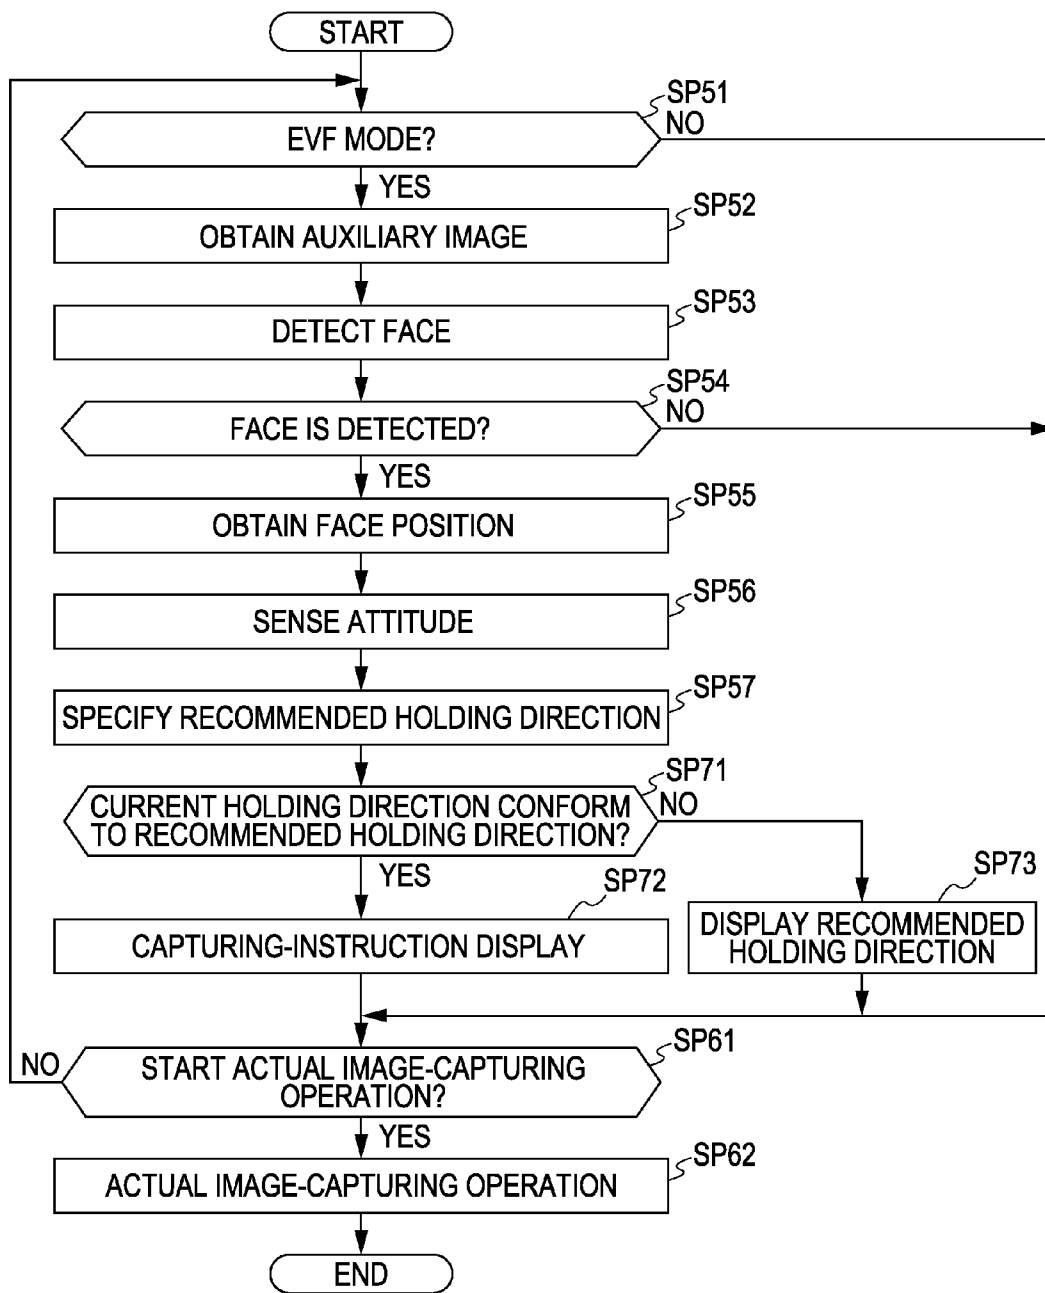 START
SP51
EVF MODE?
NO
YES
SP52
OBTAIN AUXILIARY IMAGE
SP53
DETECT FACE
SP54
FACE IS DETECTED?
NO
YES
SP55
OBTAIN FACE POSITION
SP56
SENSE ATTITUDE
SP57
SPECIFY RECOMMENDED HOLDING DIRECTION
SP71
CURRENT HOLDING DIRECTION CONFORM
TO RECOMMENDED HOLDING DIRECTION?
NO
YES
SP72
CAPTURING-INSTRUCTION DISPLAY
SP73
DISPLAY RECOMMENDED
HOLDING DIRECTION
SP61
NO
START ACTUAL IMAGE-CAPTURING
OPERATION?
YES
SP62
ACTUAL IMAGE-CAPTURING OPERATION
END